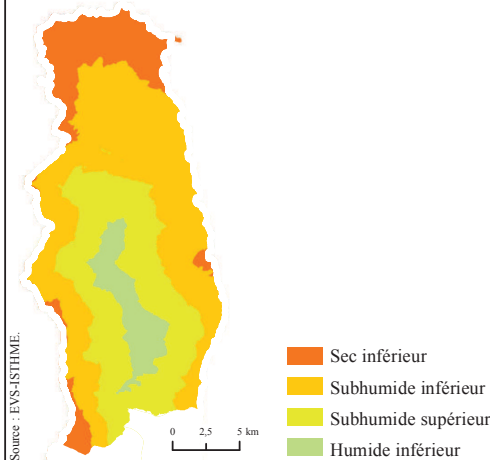 Source : EVS-ISTHME.
Sec inférieur
Subhumide inférieur
Subhumide supérieur
Humide inférieur
0 2,5 5 km